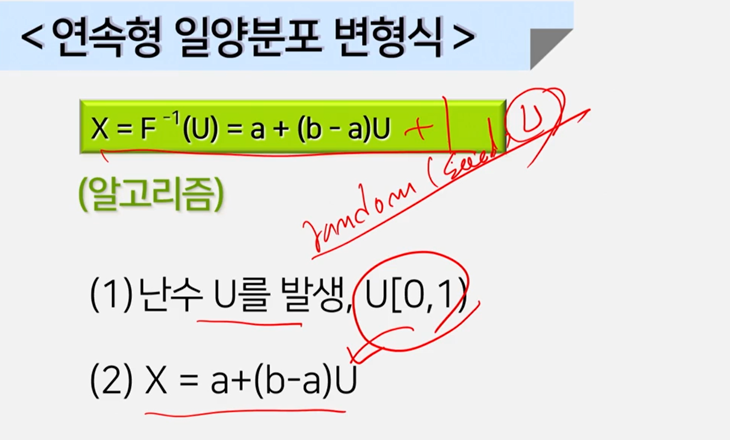 <연속형 일양분포 변형식>
X = F⁻¹(U) = a + (b - a)U + 1
random (seed, U)
(알고리즘)
(1) 난수 U를 발생, U[0,1)
(2) X = a+(b-a)U